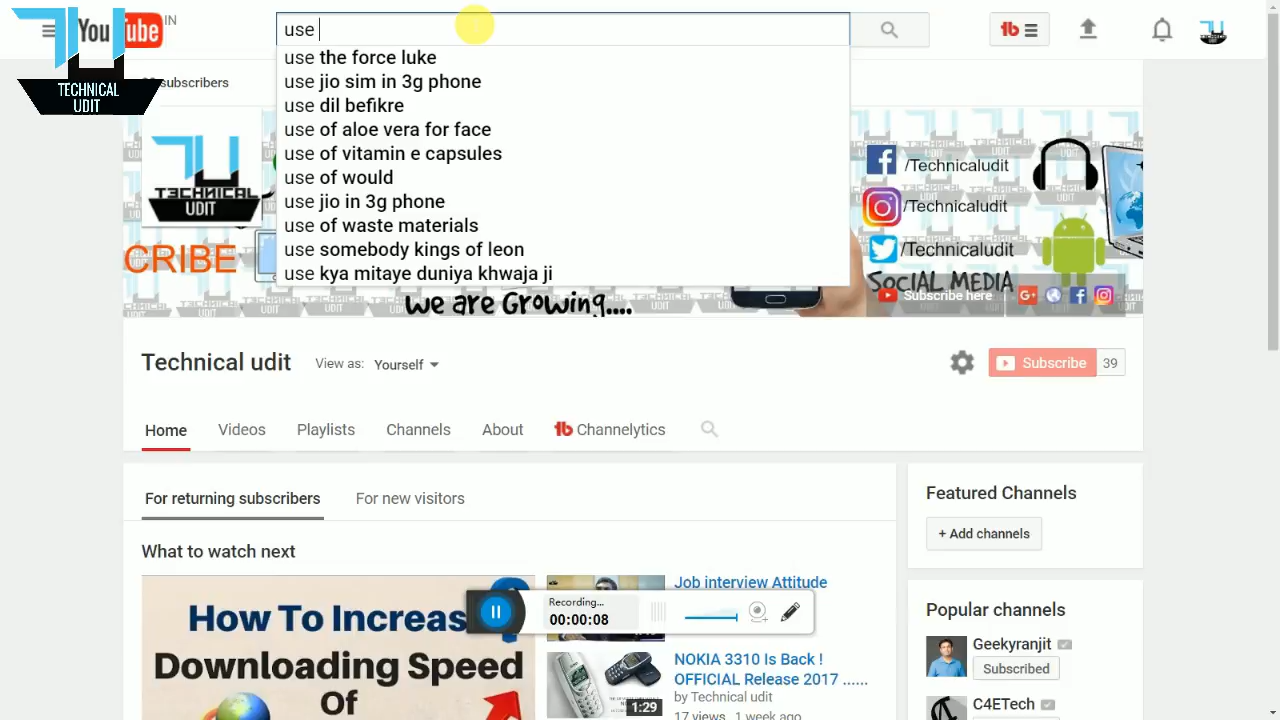 YouTube IN
TECHNICAL
UDIT
use
use the force luke
use jio sim in 3g phone
use dil befikre
use of aloe vera for face
use of vitamin e capsules
use of would
use jio in 3g phone
use of waste materials
use somebody kings of leon
use kya mitaye duniya khwaja ji
subscribers
TECHNICAL
UDIT
CRIBE
we are Growing....
/Technicaludit
/Technicaludit
/Technicaludit
SOCIAL MEDIA
Subscribe here
Technical udit
View as: Yourself
Subscribe 39
Home Videos Playlists Channels About Channelytics
For returning subscribers For new visitors
What to watch next
How To Increas
Downloading Speed
Of
Job interview Attitude
NOKIA 3310 Is Back !
OFFICIAL Release 2017 ......
by Technical udit
17 views 1 week ago
1:29
Recording...
00:00:08
Featured Channels
+ Add channels
Popular channels
Geekyranjit
Subscribed
C4ETech